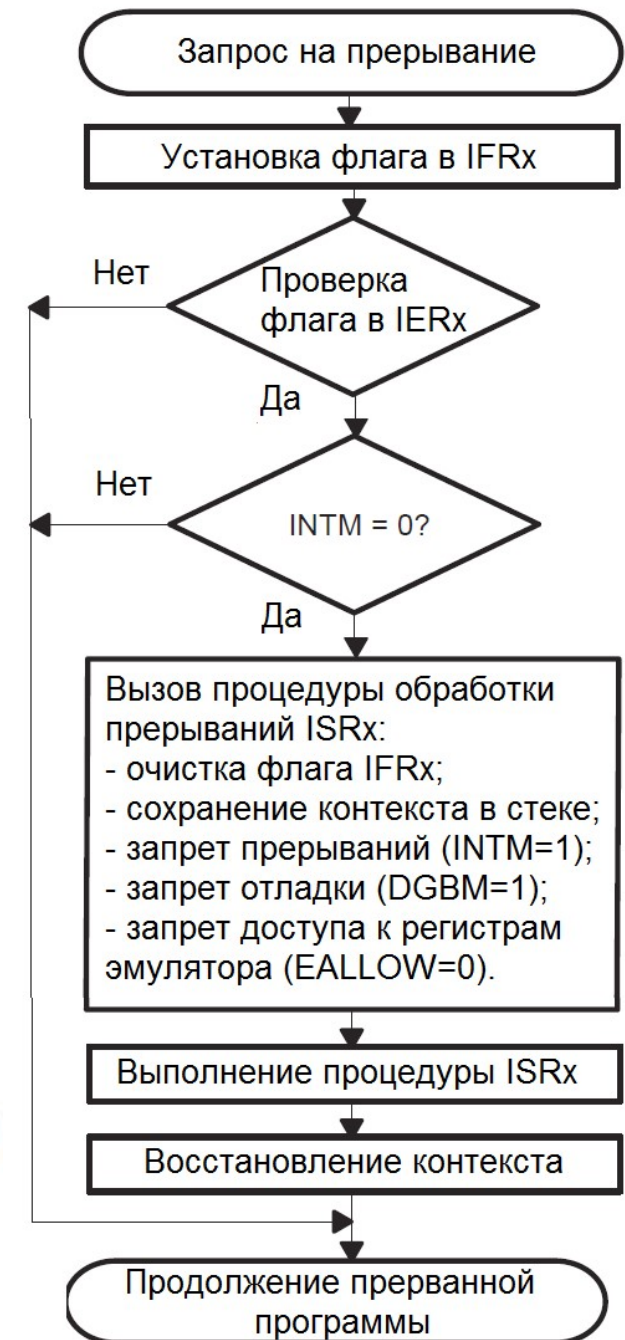 Запрос на прерывание
Установка флага в IFRx
Нет
Проверка
флага в IERx
Да
Нет
INTM = 0?
Да
Вызов процедуры обработки
прерываний ISRx:
- очистка флага IFRx;
- сохранение контекста в стеке;
- запрет прерываний (INTM=1);
- запрет отладки (DGBM=1);
- запрет доступа к регистрам
эмулятора (EALLOW=0).
Выполнение процедуры ISRx
Восстановление контекста
Продолжение прерванной
программы